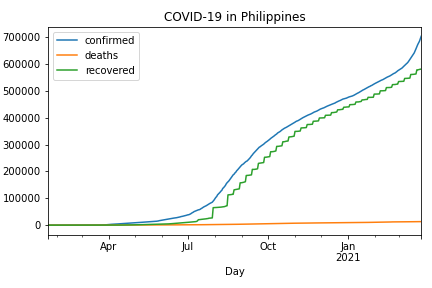 COVID-19 in Philippines
700000
600000
500000
400000
300000
200000
100000
0
confirmed
deaths
recovered
Apr
Jul
Oct
Jan
2021
Day